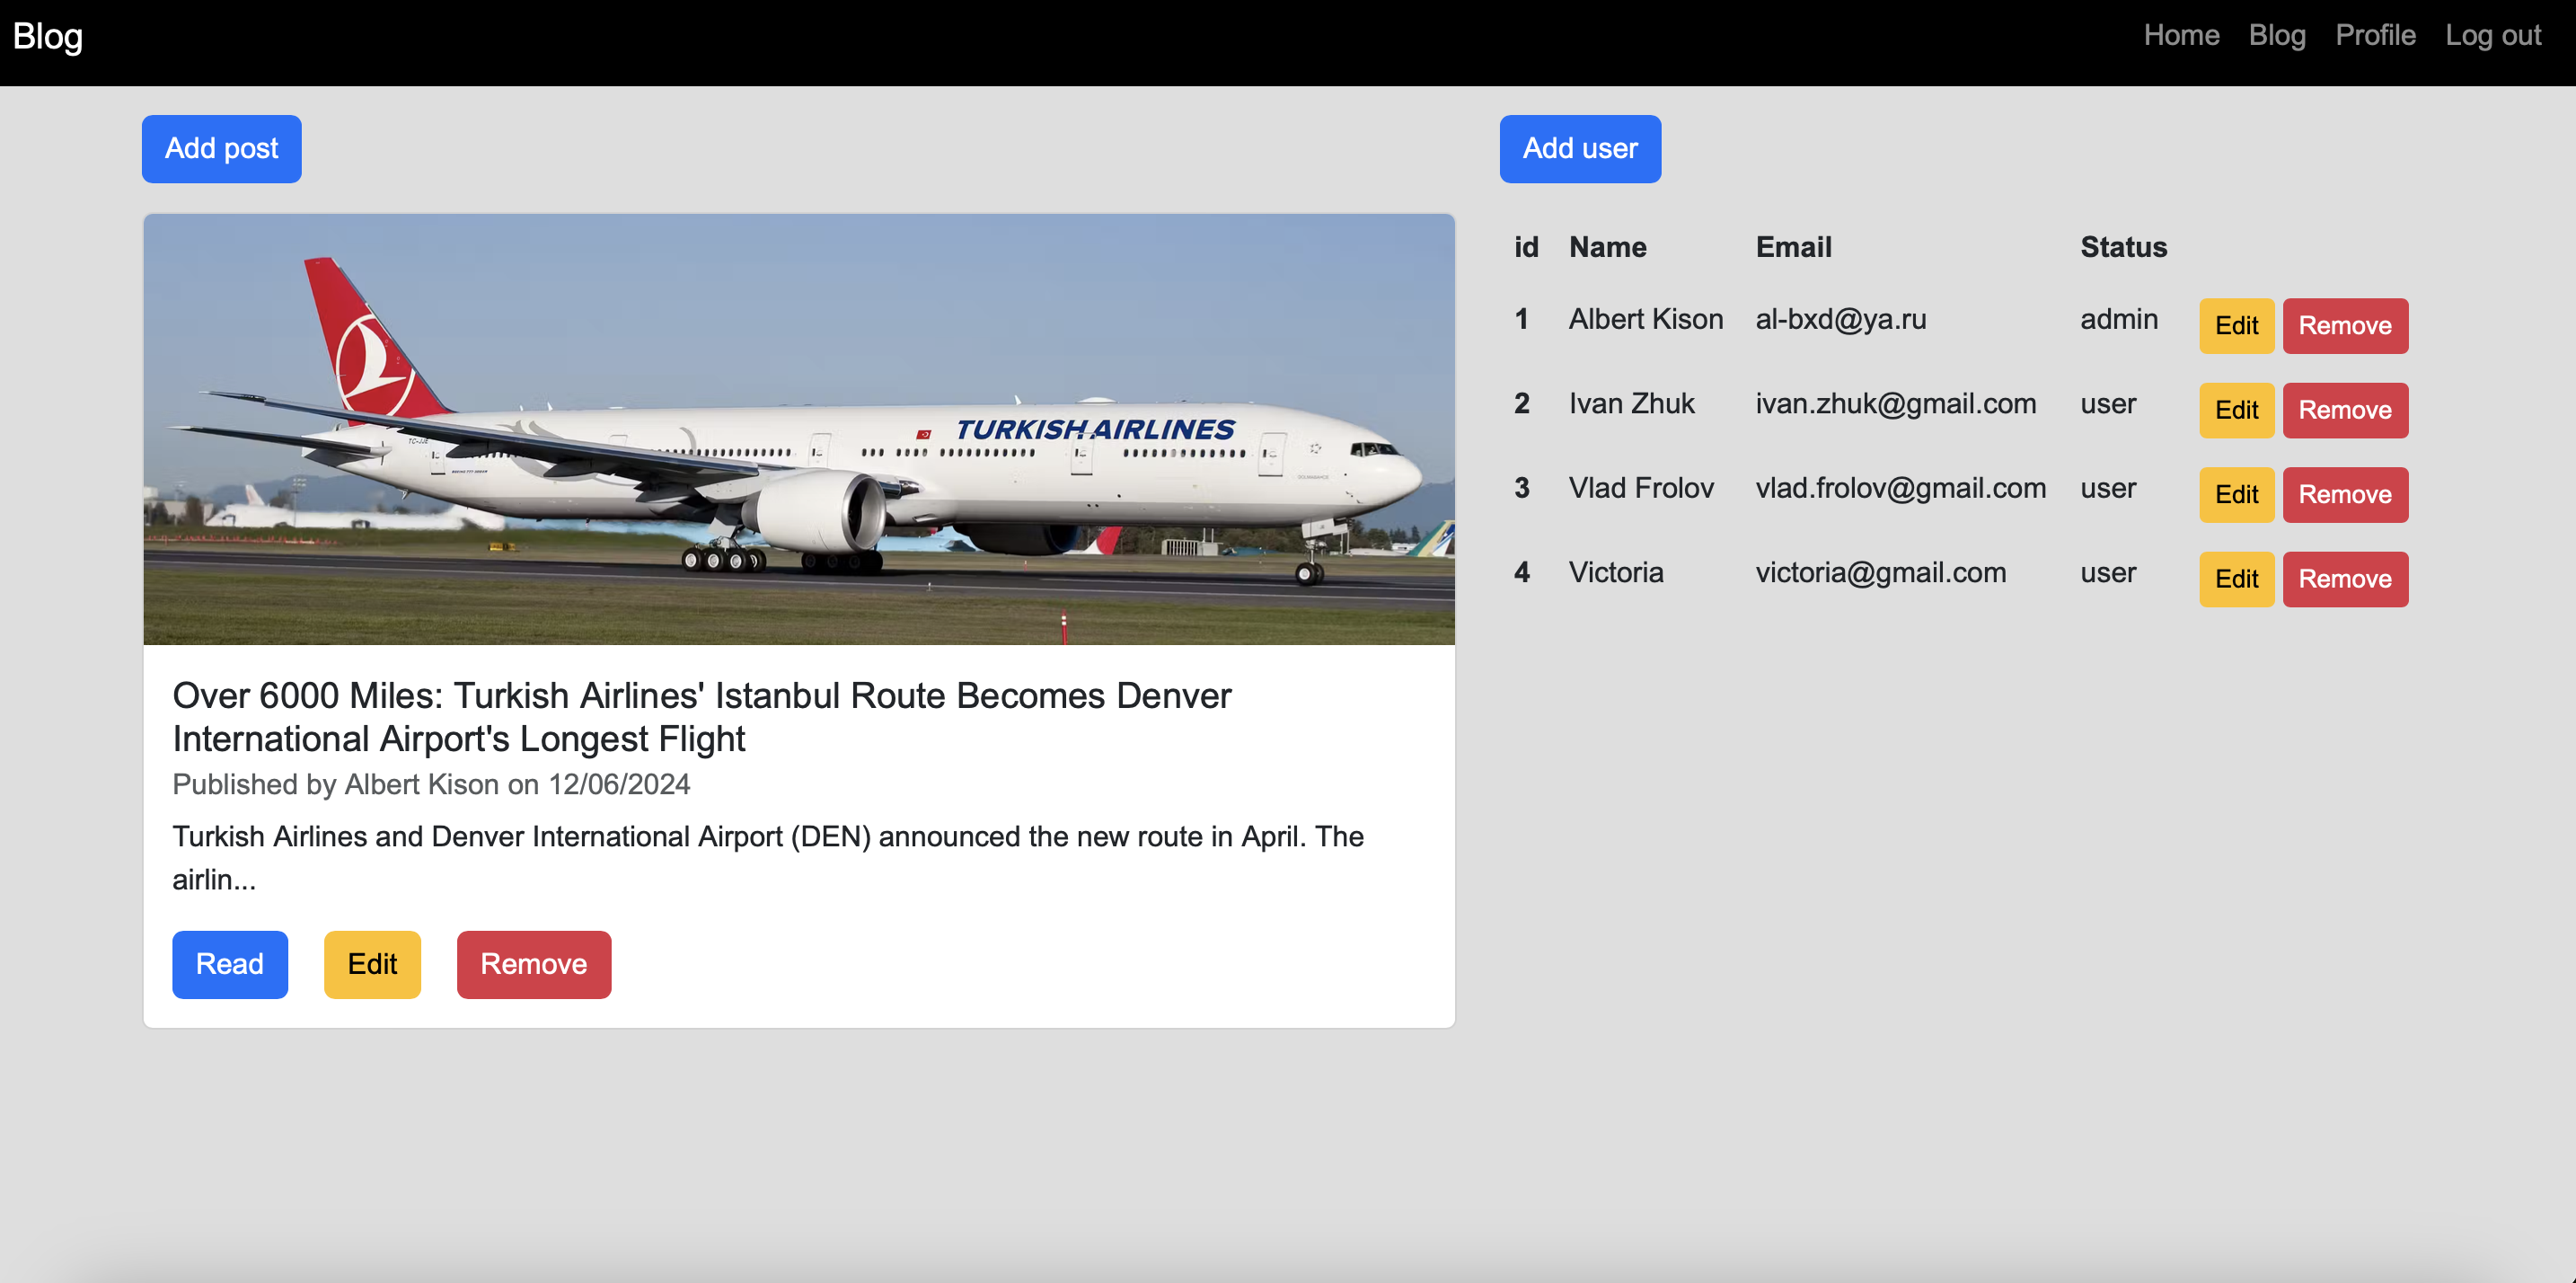 Blog
Home Blog Profile Log out
Add post
TURKISH AIRLINES
Over 6000 Miles: Turkish Airlines' Istanbul Route Becomes Denver
International Airport's Longest Flight
Published by Albert Kison on 12/06/2024
Turkish Airlines and Denver International Airport (DEN) announced the new route in April. The
airlin...
Read Edit Remove
Add user
id Name Email Status
1 Albert Kison al-bxd@ya.ru admin Edit Remove
2 Ivan Zhuk ivan.zhuk@gmail.com user Edit Remove
3 Vlad Frolov vlad.frolov@gmail.com user Edit Remove
4 Victoria victoria@gmail.com user Edit Remove